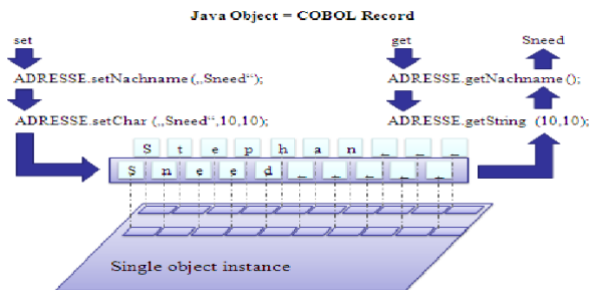 Java Object = COBOL Record
set get Sneed
ADRESSE.setNachname („Sneed“); ADRESSE.getNachname ();
ADRESSE.setChar („Sneed“,10,10); ADRESSE.getString (10,10);
S t e p h a n _ _ _
S n e e d _ _ _ _ _
Single object instance